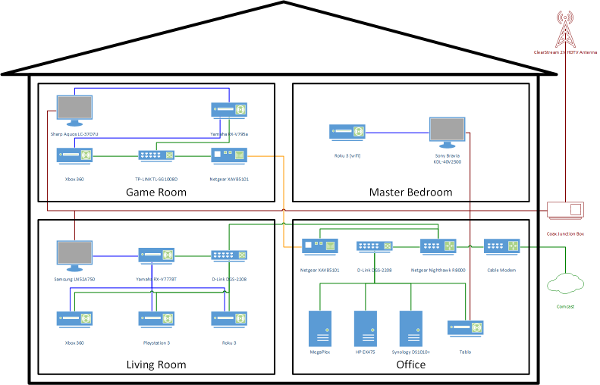 ClearStream 2V HDTV Antenna
Sharp Aquos LC-37D7U
Yamaha RX-V795a
Xbox 360
TP-LINK TL-SG1008D
Netgear XAVB5101
Game Room
Roku 3 (wifi)
Sony Bravia
KDL-40V2500
Master Bedroom
Coax Junction Box
Samsung
Yamaha RX-V777BT
D-Link DGS-2208
Xbox 360
Playstation 3
Roku 3
Living Room
Netgear XAVB5101
D-Link DGS-2208
Netgear Nighthawk R8000
Cable Modem
Comcast
MegaPlex
HP
Synology DS1010+
Tablo
Office